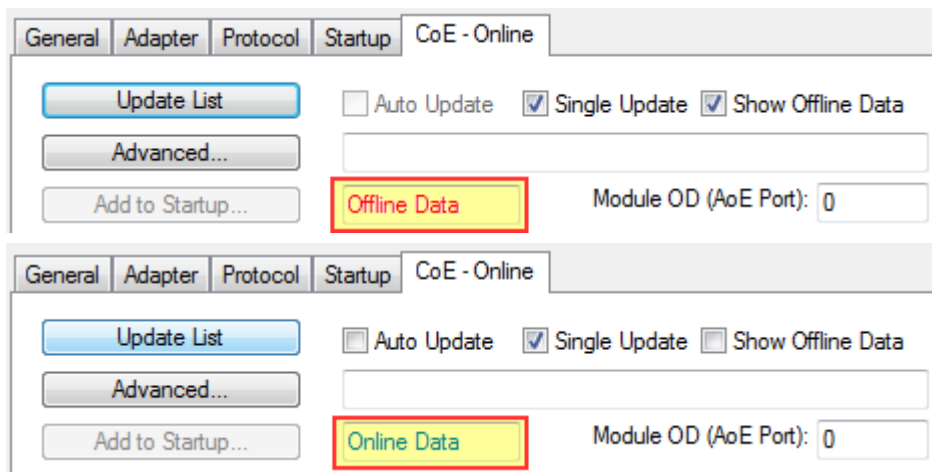 General Adapter Protocol Startup CoE - Online
Update List Auto Update Single Update Show Offline Data
Advanced...
Add to Startup... Offline Data Module OD (AoE Port): 0
General Adapter Protocol Startup CoE - Online
Update List Auto Update Single Update Show Offline Data
Advanced...
Add to Startup... Online Data Module OD (AoE Port): 0